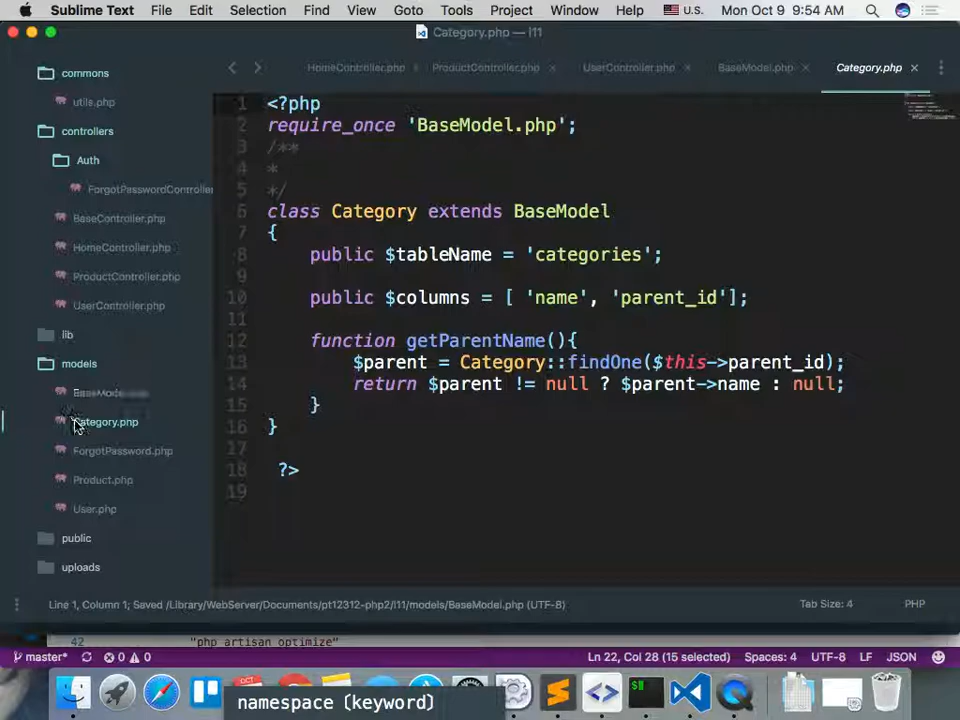 Sublime Text File Edit Selection Find View Goto Tools Project Window Help U.S. Mon Oct 9 9:54 AM
Category.php — l11
HomeController.php × ProductController.php × UserController.php × BaseModel.php × Category.php ×
commons
utils.php
controllers
Auth
ForgotPasswordController
BaseController.php
HomeController.php
ProductController.php
UserController.php
lib
models
Category.php
ForgotPassword.php
Product.php
User.php
public
uploads
1 <?php
2 require_once 'BaseModel.php';
3 /**
4 *
5 */
6 class Category extends BaseModel
7 {
8 public $tableName = 'categories';
9
10 public $columns = [ 'name', 'parent_id'];
11
12 function getParentName(){
13 $parent = Category::findOne($this->parent_id);
14 return $parent != null ? $parent->name : null;
15 }
16 }
17
18 ?>
19
Line 1, Column 1; Saved /Library/WebServer/Documents/pt12312-php2/l11/models/BaseModel.php (UTF-8) Tab Size: 4 PHP
42 "php artisan optimize"
master* 0 0 Ln 22, Col 28 (15 selected) Spaces: 4 UTF-8 LF JSON
OCT
namespace (keyword)